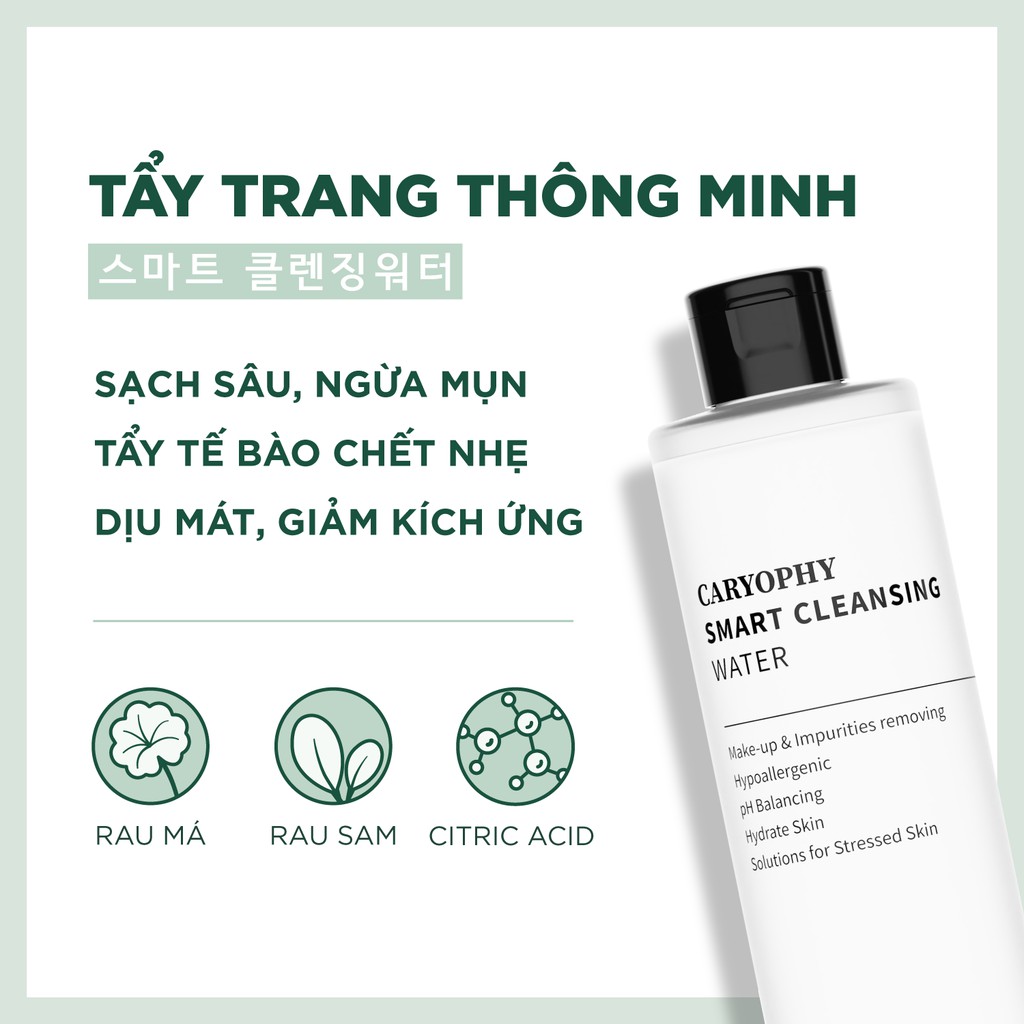 TẨY TRANG THÔNG MINH
스마트 클렌징워터
SẠCH SÂU, NGỪA MỤN
TẨY TẾ BÀO CHẾT NHẸ
DỊU MÁT, GIẢM KÍCH ỨNG
RAU MÁ
RAU SAM
CITRIC ACID
CARYOPHY
SMART CLEANSING
WATER
Make-up & Impurities removing
Hypoallergenic
pH Balancing
Hydrate Skin
Solutions for Stressed Skin